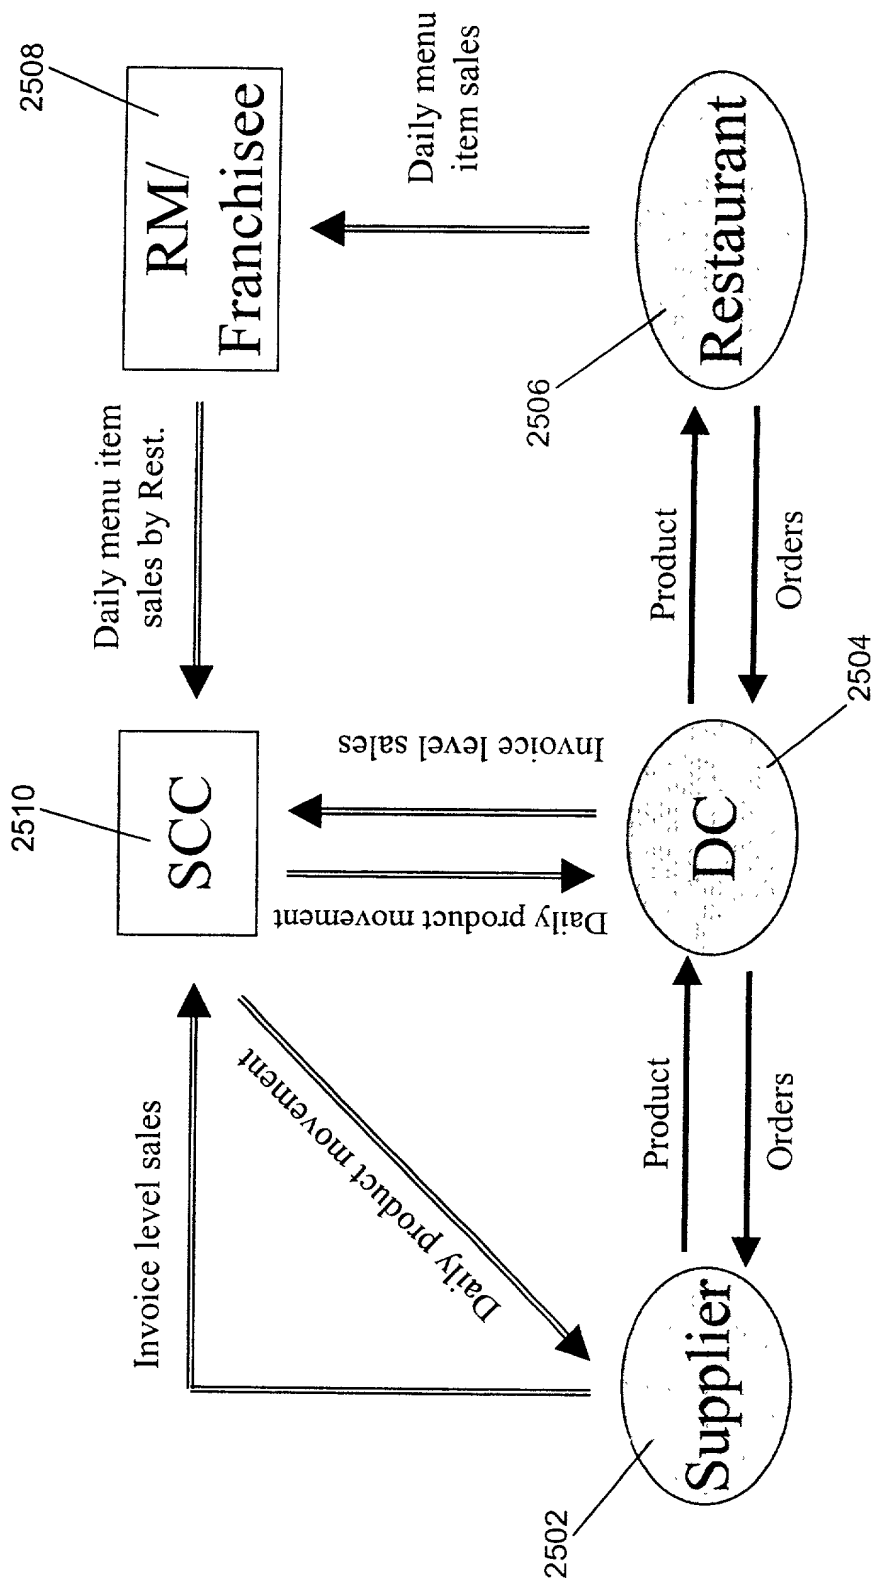 2510
SCC
Daily menu item
sales by Rest.
2508
RM/
Franchisee
Invoice level sales
Daily product movement
Daily product movement
Invoice level sales
Daily menu
item sales
2502
Supplier
Product
Orders
DC
2504
Product
Orders
2506
Restaurant